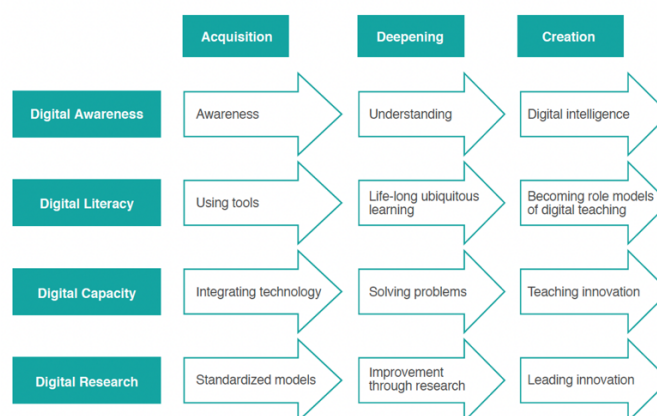 Acquisition
Deepening
Creation
Digital Awareness
Awareness
Understanding
Digital intelligence
Digital Literacy
Using tools
Life-long ubiquitous
learning
Becoming role models
of digital teaching
Digital Capacity
Integrating technology
Solving problems
Teaching innovation
Digital Research
Standardized models
Improvement
through research
Leading innovation